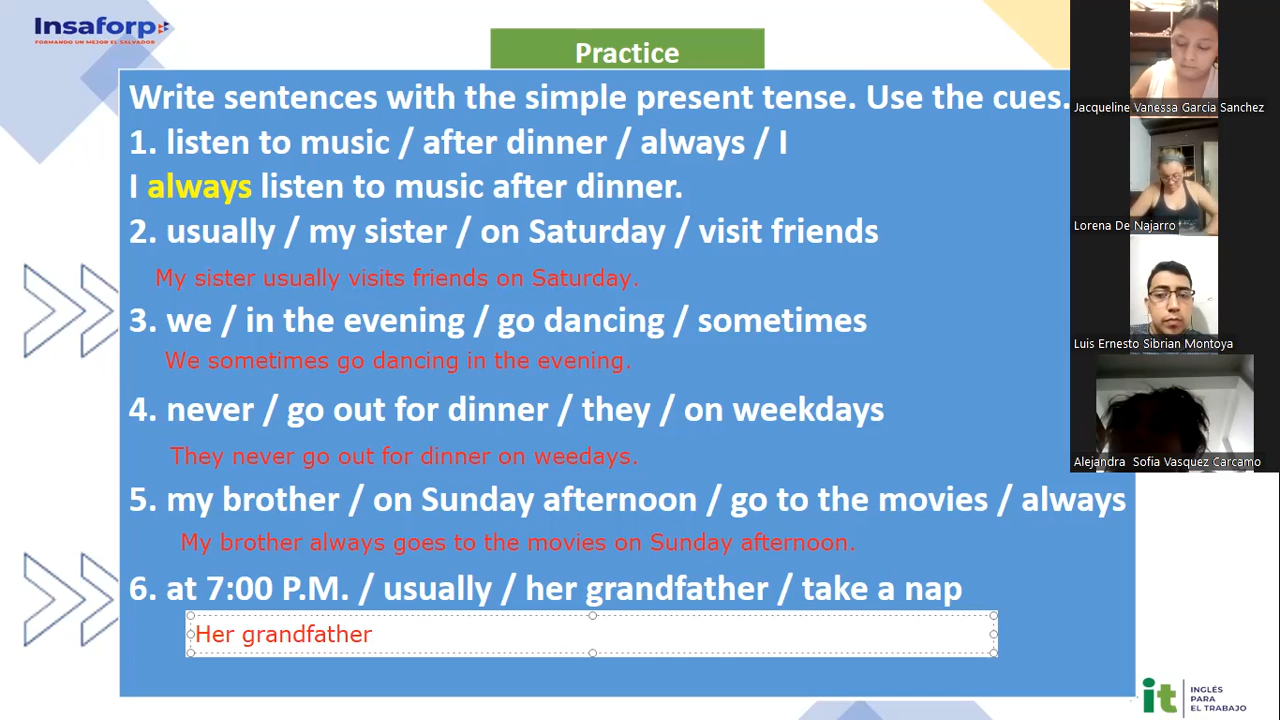 Insaforp
FORMANDO UN MEJOR EL SALVADOR
Practice
Write sentences with the simple present tense. Use the cues.
1. listen to music / after dinner / always / I
I always listen to music after dinner.
2. usually / my sister / on Saturday / visit friends
My sister usually visits friends on Saturday.
3. we / in the evening / go dancing / sometimes
We sometimes go dancing in the evening.
4. never / go out for dinner / they / on weekdays
They never go out for dinner on weedays.
5. my brother / on Sunday afternoon / go to the movies / always
My brother always goes to the movies on Sunday afternoon.
6. at 7:00 P.M. / usually / her grandfather / take a nap
Her grandfather
Jacqueline Vanessa Garcia Sanchez
Lorena De Najarro
Luis Ernesto Sibrian Montoya
Alejandra Sofia Vasquez Carcamo
it
INGLÉS
PARA
EL TRABAJO